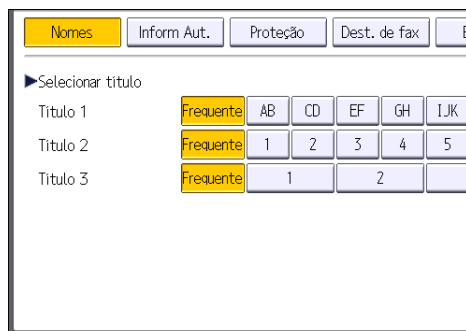 Nomes Inform Aut. Proteção Dest. de fax
►Selecionar título
Título 1 Frequente AB CD EF GH IJK
Título 2 Frequente 1 2 3 4 5
Título 3 Frequente 1 2